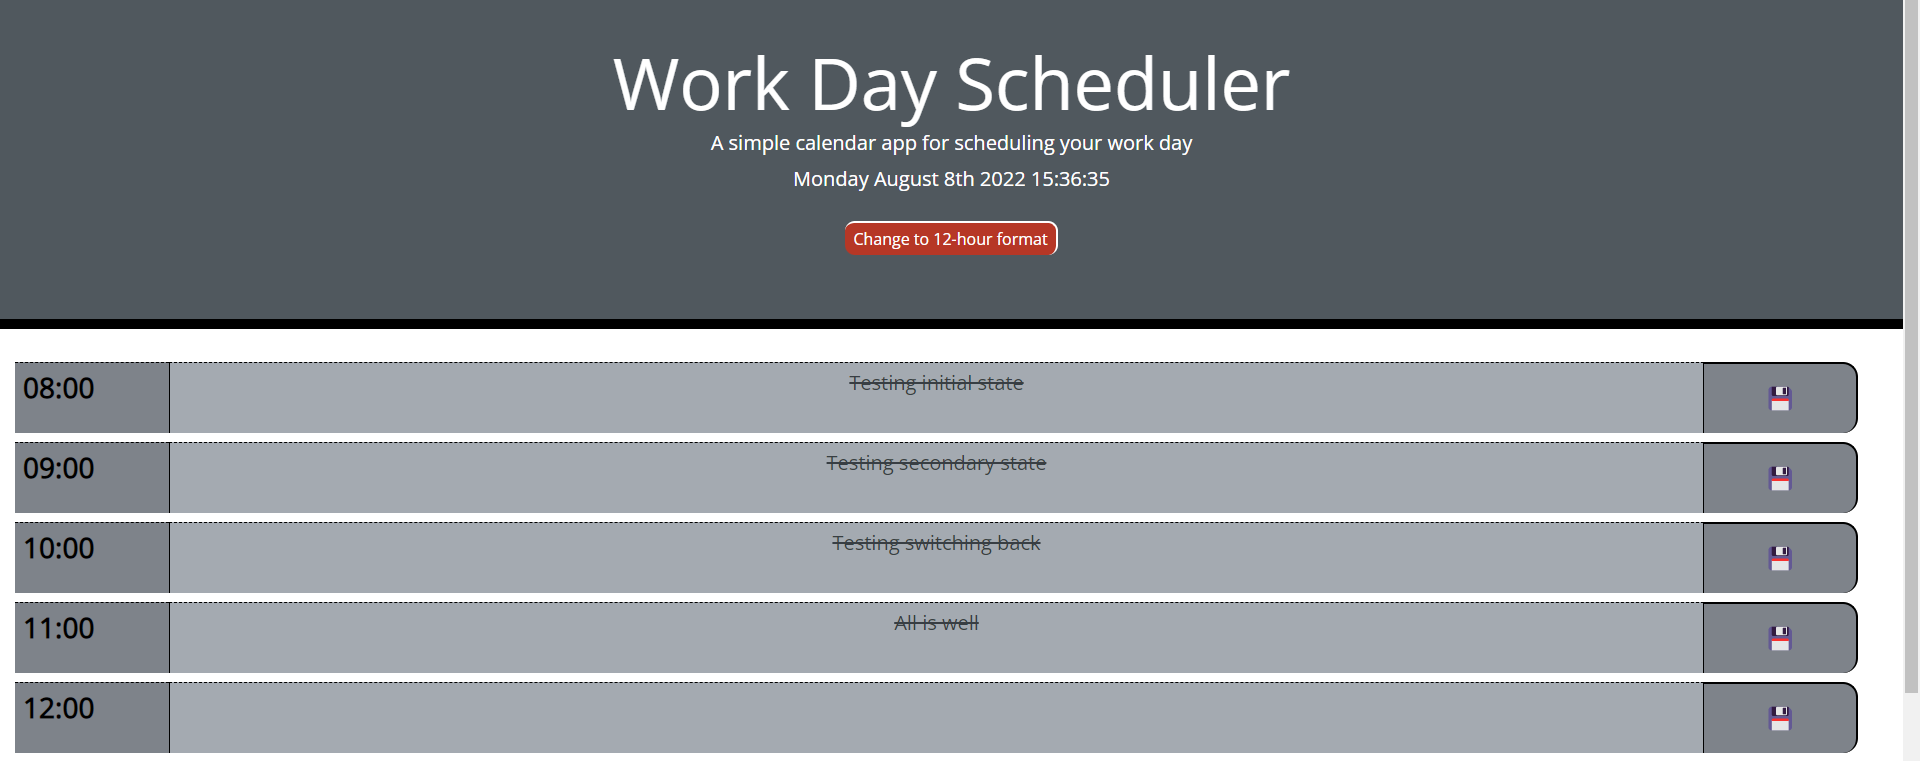 Work Day Scheduler
A simple calendar app for scheduling your work day
Monday August 8th 2022 15:36:35
Change to 12-hour format
08:00 Testing initial state
09:00 Testing secondary state
10:00 Testing switching back
11:00 All is well
12:00